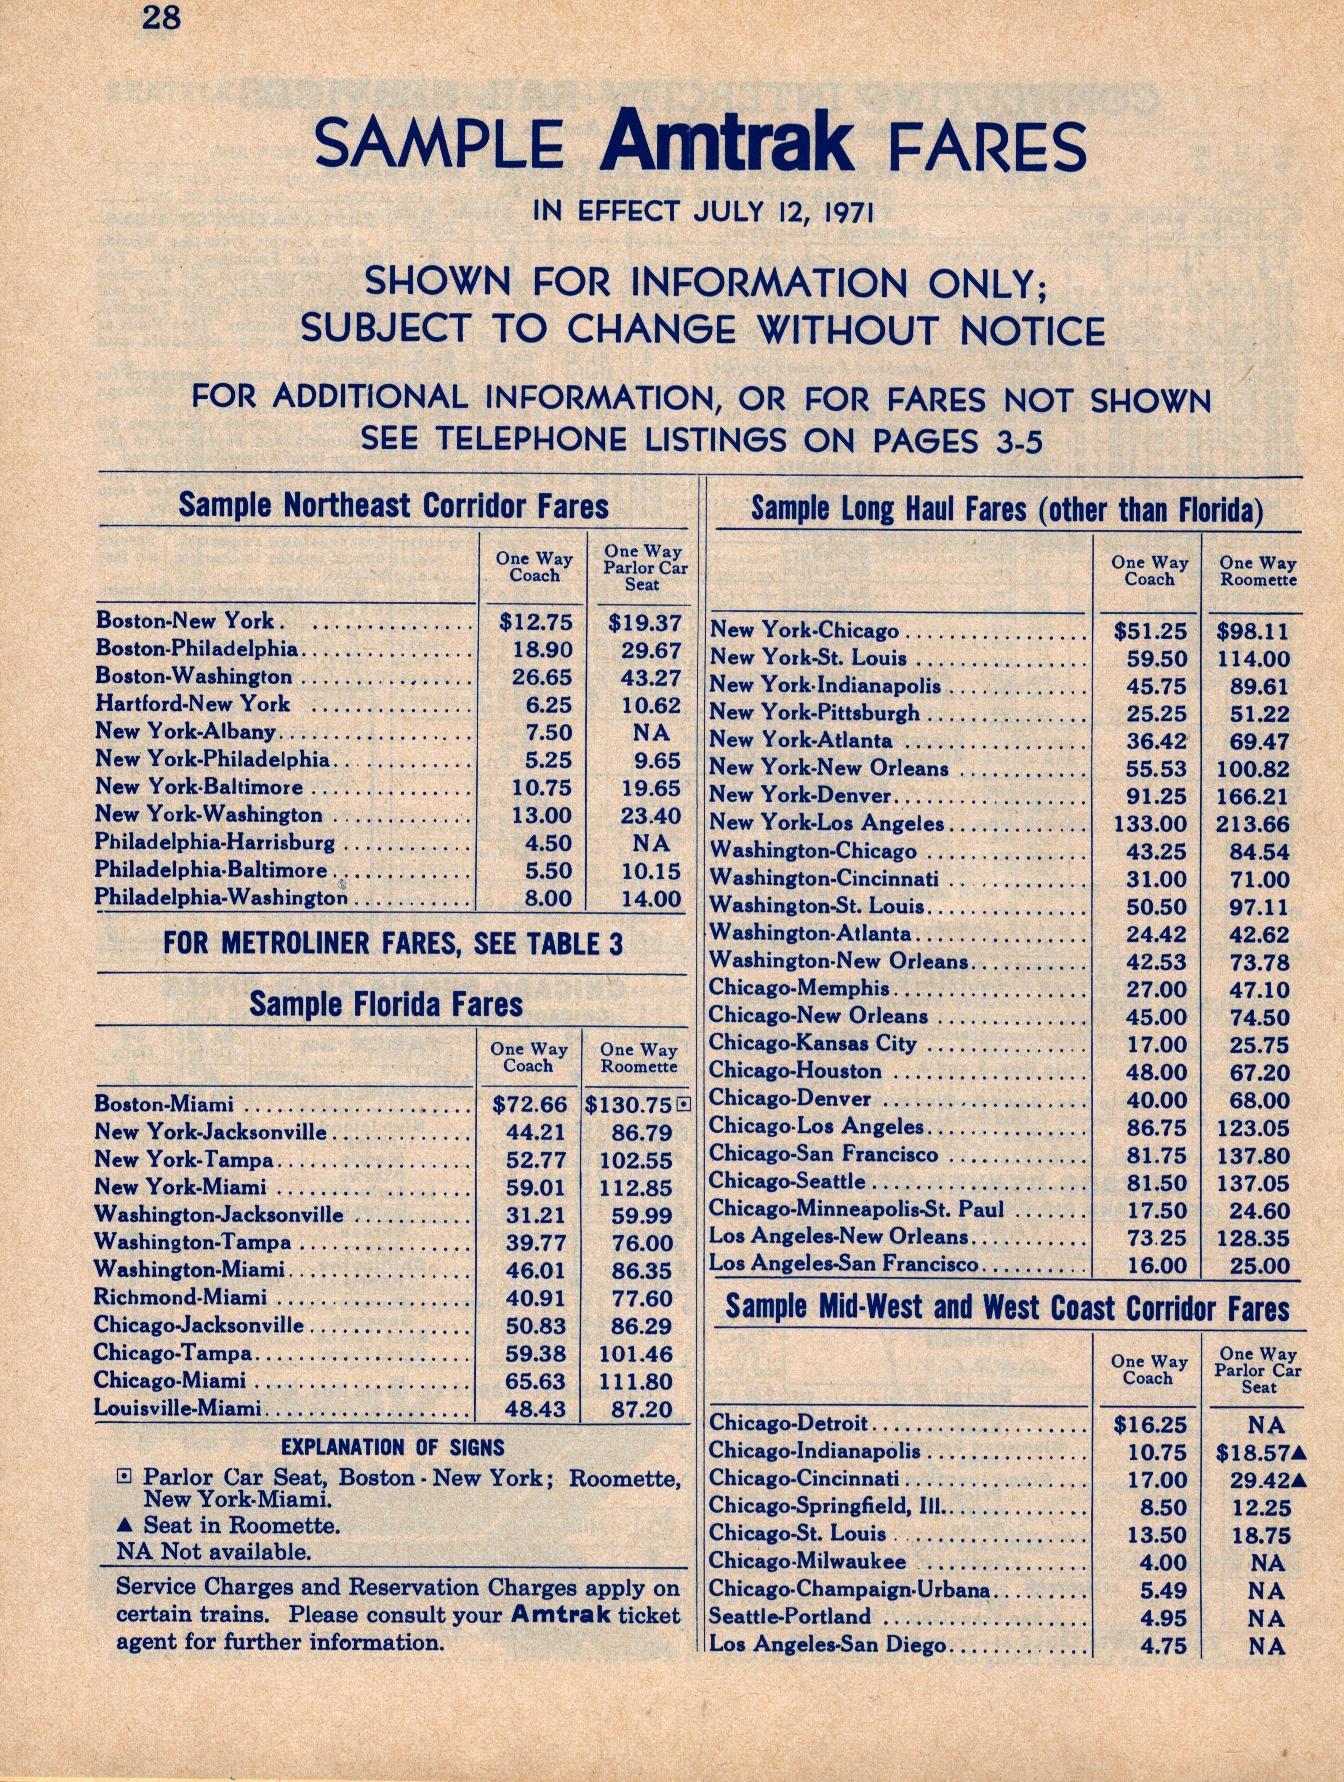 28
SAMPLE Amtrak FARES
IN EFFECT JULY 12, 1971
SHOWN FOR INFORMATION ONLY;
SUBJECT TO CHANGE WITHOUT NOTICE
FOR ADDITIONAL INFORMATION, OR FOR FARES NOT SHOWN
SEE TELEPHONE LISTINGS ON PAGES 3-5
Sample Northeast Corridor Fares
One Way Coach One Way Parlor Car Seat
Boston-New York $12.75 $19.37
Boston-Philadelphia 18.90 29.67
Boston-Washington 26.65 43.27
Hartford-New York 6.25 10.62
New York-Albany 7.50 NA
New York-Philadelphia 5.25 9.65
New York-Baltimore 10.75 19.65
New York-Washington 13.00 23.40
Philadelphia-Harrisburg 4.50 NA
Philadelphia-Baltimore 5.50 10.15
Philadelphia-Washington 8.00 14.00
FOR METROLINER FARES, SEE TABLE 3
Sample Florida Fares
One Way Coach One Way Roomette
Boston-Miami $72.66 $130.75⊡
New York-Jacksonville 44.21 86.79
New York-Tampa 52.77 102.55
New York-Miami 59.01 112.85
Washington-Jacksonville 31.21 59.99
Washington-Tampa 39.77 76.00
Washington-Miami 46.01 86.35
Richmond-Miami 40.91 77.60
Chicago-Jacksonville 50.83 86.29
Chicago-Tampa 59.38 101.46
Chicago-Miami 65.63 111.80
Louisville-Miami 48.43 87.20
EXPLANATION OF SIGNS
⊡ Parlor Car Seat, Boston-New York; Roomette,
New York-Miami.
▲ Seat in Roomette.
NA Not available.
Service Charges and Reservation Charges apply on
certain trains. Please consult your Amtrak ticket
agent for further information.
Sample Long Haul Fares (other than Florida)
One Way Coach One Way Roomette
New York-Chicago $51.25 $98.11
New York-St. Louis 59.50 114.00
New York-Indianapolis 45.75 89.61
New York-Pittsburgh 25.25 51.22
New York-Atlanta 36.42 69.47
New York-New Orleans 55.53 100.82
New York-Denver 91.25 166.21
New York-Los Angeles 133.00 213.66
Washington-Chicago 43.25 84.54
Washington-Cincinnati 31.00 71.00
Washington-St. Louis 50.50 97.11
Washington-Atlanta 24.42 42.62
Washington-New Orleans 42.53 73.78
Chicago-Memphis 27.00 47.10
Chicago-New Orleans 45.00 74.50
Chicago-Kansas City 17.00 25.75
Chicago-Houston 48.00 67.20
Chicago-Denver 40.00 68.00
Chicago-Los Angeles 86.75 123.05
Chicago-San Francisco 81.75 137.80
Chicago-Seattle 81.50 137.05
Chicago-Minneapolis-St. Paul 17.50 24.60
Los Angeles-New Orleans 73.25 128.35
Los Angeles-San Francisco 16.00 25.00
Sample Mid-West and West Coast Corridor Fares
One Way Coach One Way Parlor Car Seat
Chicago-Detroit $16.25 NA
Chicago-Indianapolis 10.75 $18.57▲
Chicago-Cincinnati 17.00 29.42▲
Chicago-Springfield, Ill. 8.50 12.25
Chicago-St. Louis 13.50 18.75
Chicago-Milwaukee 4.00 NA
Chicago-Champaign-Urbana 5.49 NA
Seattle-Portland 4.95 NA
Los Angeles-San Diego 4.75 NA